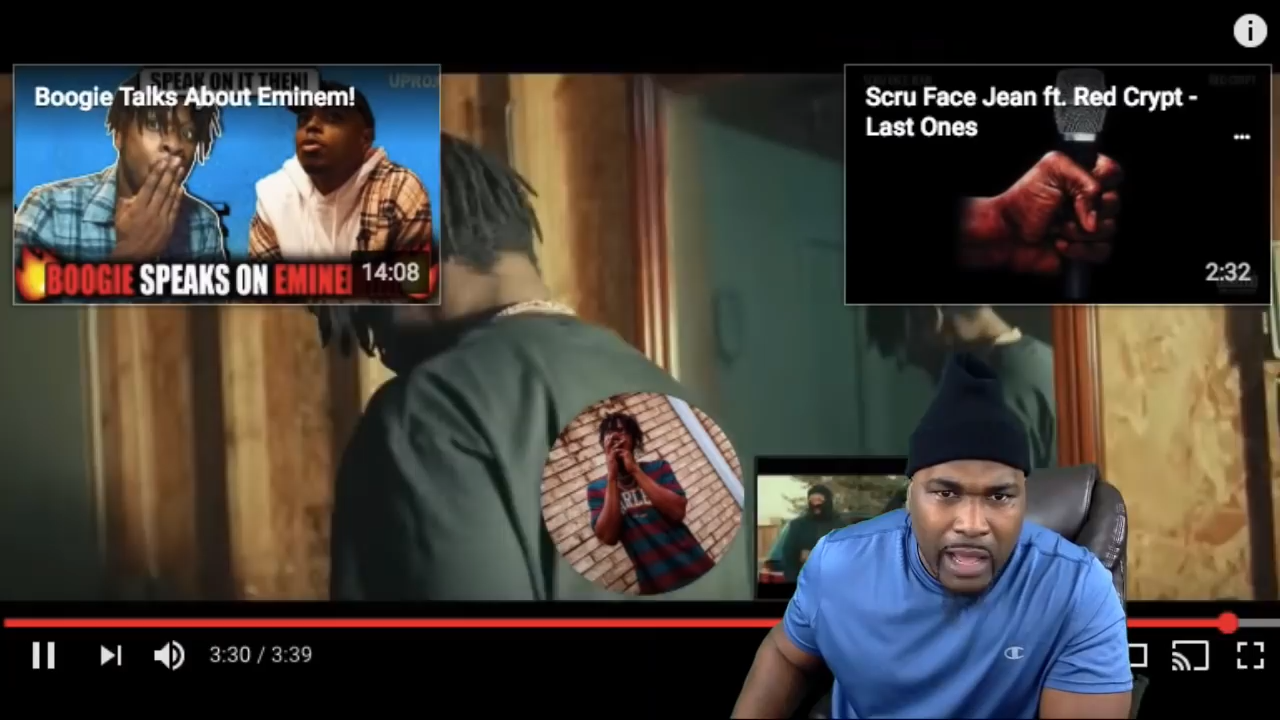 SPEAK ON IT THEN!
UPRO
Boogie Talks About Eminem!
BOOGIE SPEAKS ON EMINE
14:08
Scru Face Jean ft. Red Crypt -
Last Ones
2:32
3:30 / 3:39